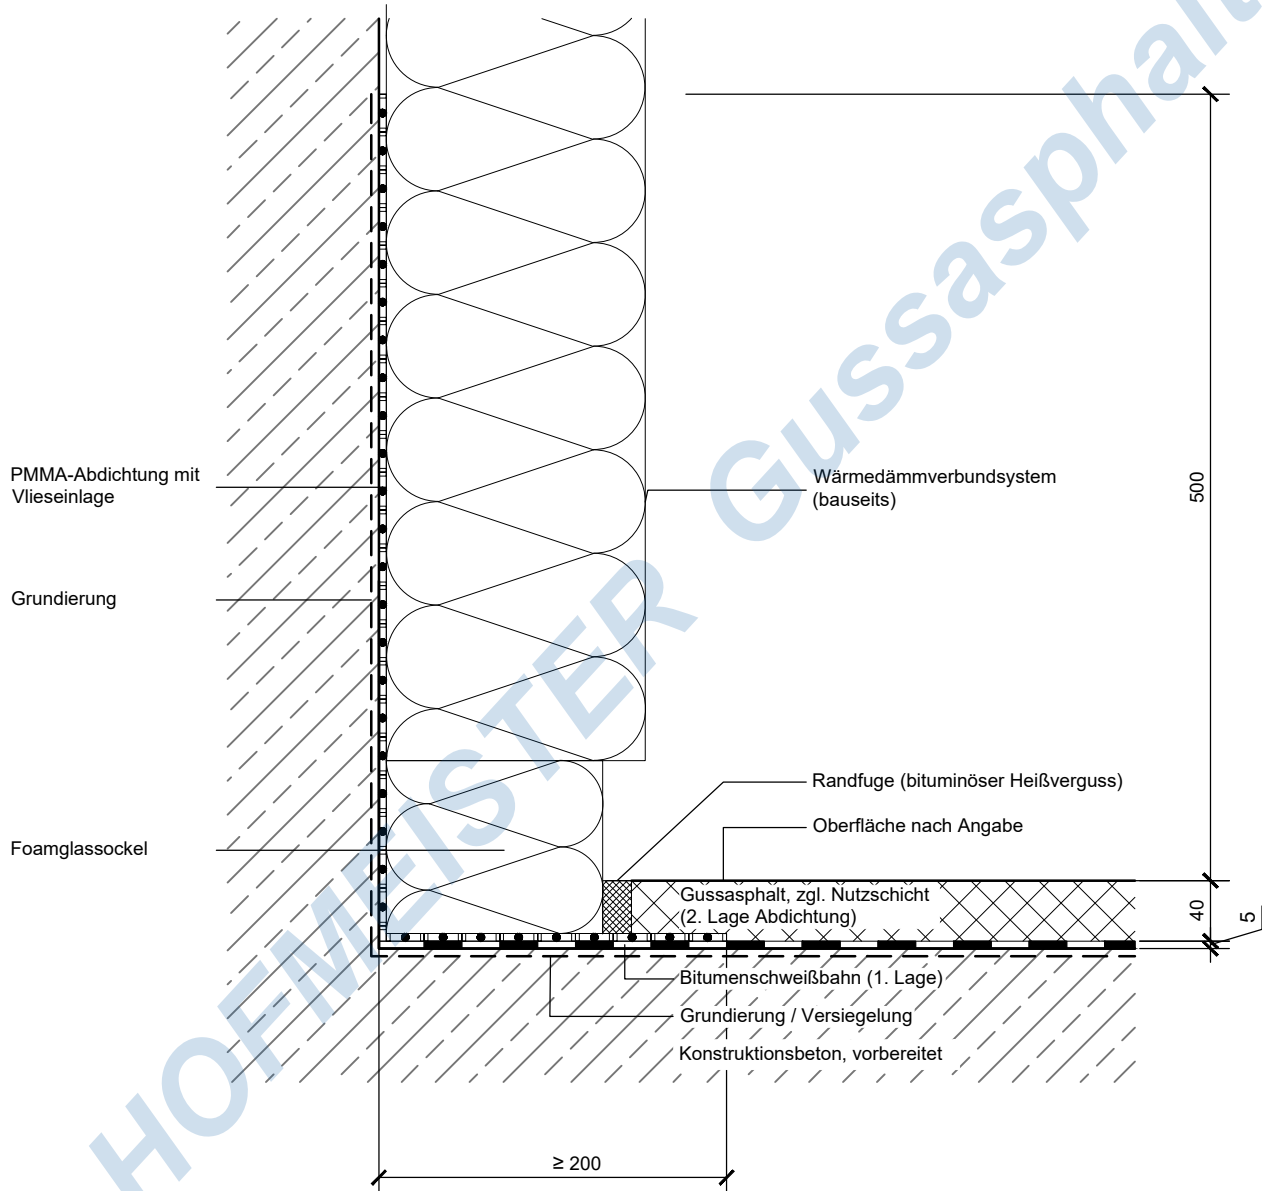 HOFMEISTER Gussasphalt
500
PMMA-Abdichtung mit
Vlieseinlage
Wärmedämmverbundsystem
(bauseits)
Grundierung
Randfuge (bituminöser Heißverguss)
Oberfläche nach Angabe
Foamglassockel
Gussasphalt, zgl. Nutzschicht
(2. Lage Abdichtung)
40
5
Bitumenschweißbahn (1. Lage)
Grundierung / Versiegelung
Konstruktionsbeton, vorbereitet
≥ 200